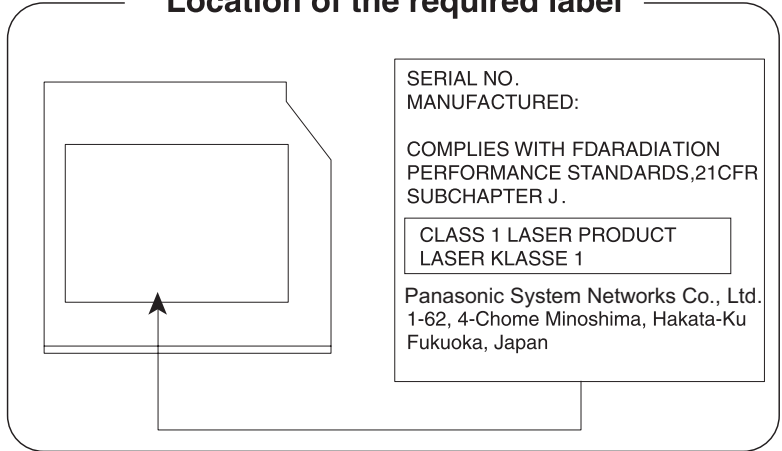 Location of the required label
SERIAL NO.
MANUFACTURED:
COMPLIES WITH FDARADIATION
PERFORMANCE STANDARDS,21CFR
SUBCHAPTER J.
CLASS 1 LASER PRODUCT
LASER KLASSE 1
Panasonic System Networks Co., Ltd.
1-62, 4-Chome Minoshima, Hakata-Ku
Fukuoka, Japan